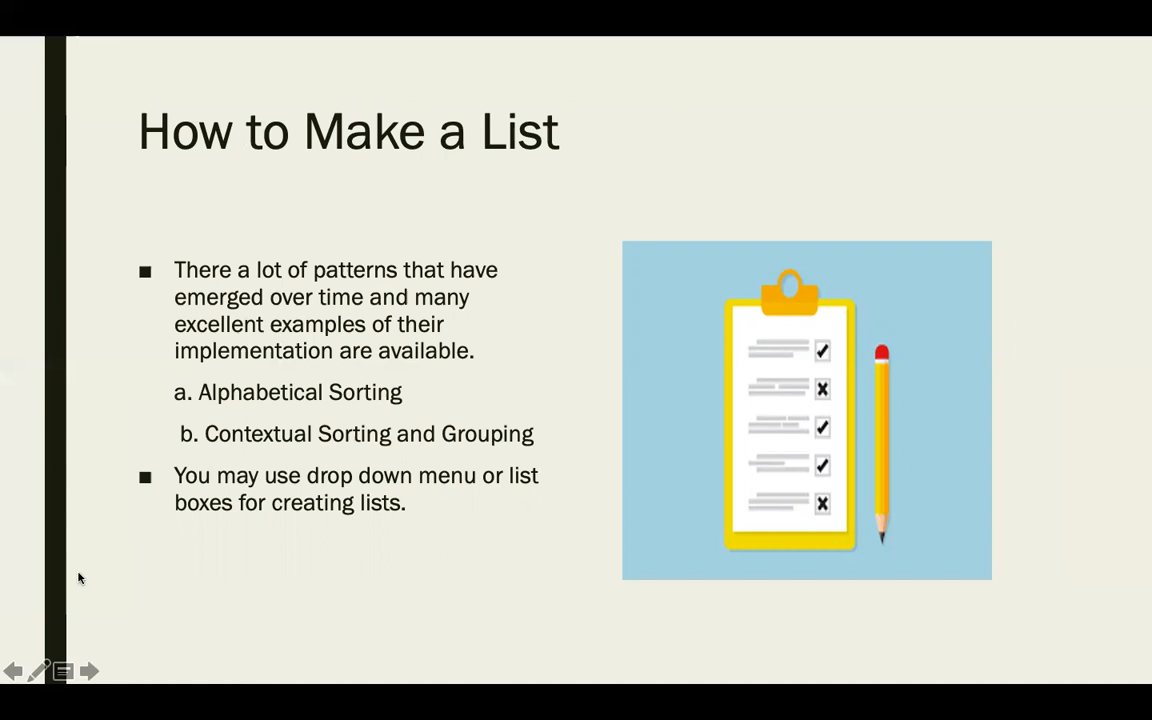 How to Make a List
■ There a lot of patterns that have
emerged over time and many
excellent examples of their
implementation are available.
a. Alphabetical Sorting
b. Contextual Sorting and Grouping
■ You may use drop down menu or list
boxes for creating lists.